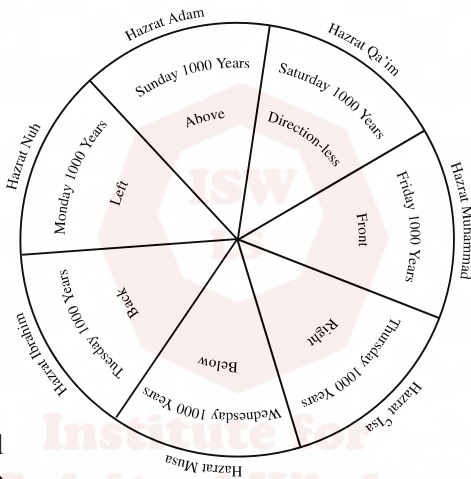 Hazrat Adam
Sunday 1000 Years
Above
Hazrat Qa'im
Saturday 1000 Years
Direction-less
Hazrat Muhammad
Friday 1000 Years
Front
Hazrat ᶜIsa
Thursday 1000 Years
Right
Hazrat Musa
Wednesday 1000 Years
Below
Hazrat Ibrahim
Tuesday 1000 Years
Back
Hazrat Nuh
Monday 1000 Years
Left
ISW
Institute for